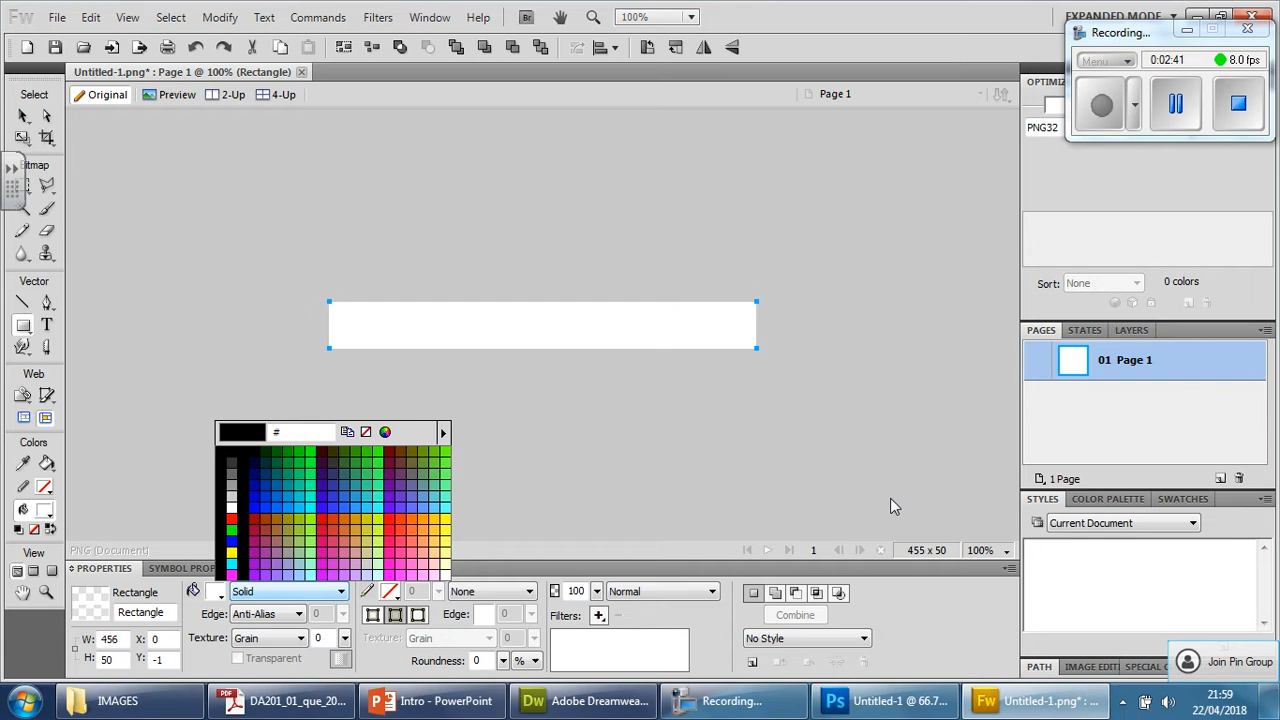 Fw File Edit View Select Modify Text Commands Filters Window Help Br 100% EXPANDED MODE
Recording...
Menu 0:02:41 8.0 fps
Untitled-1.png* : Page 1 @ 100% (Rectangle)
Original Preview 2-Up 4-Up Page 1
Select
Bitmap
Vector
Web
Colors
View
PNG32
Sort: None 0 colors
PAGES STATES LAYERS
01 Page 1
1 Page
STYLES COLOR PALETTE SWATCHES
Current Document
#
PNG (Document) 1 455 x 50 100%
PROPERTIES
Rectangle Solid 0 None 100 Normal
Rectangle Edge: Anti-Alias 0 Edge: 0 Filters: Combine
W: 456 X: 0 Texture: Grain 0 Texture: Grain 0 No Style
H: 50 Y: -1 Transparent Roundness: 0 %
Join Pin Group
PATH
IMAGES DA201_01_que_20... Intro - PowerPoint Dw Adobe Dreamwea... Recording... Ps Untitled-1 @ 66.7... Fw Untitled-1.png* : ... 21:59
22/04/2018